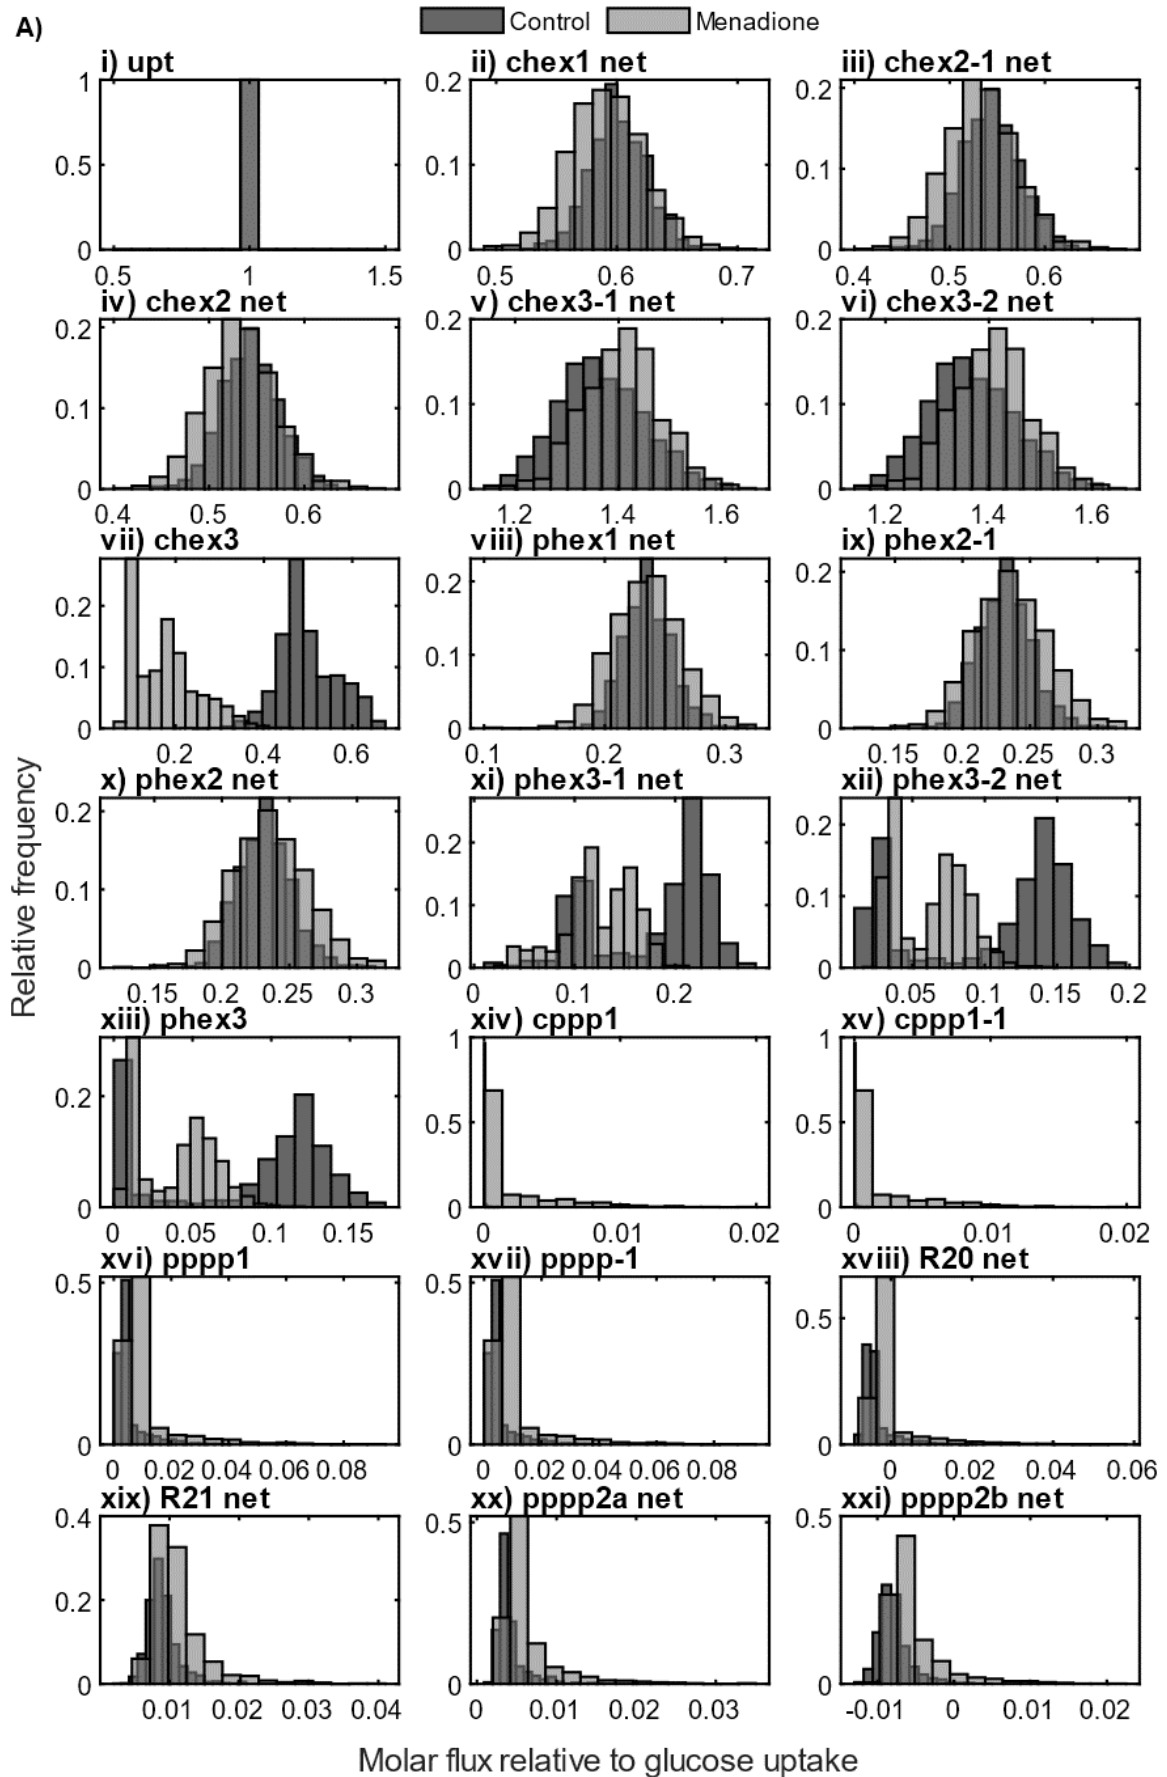 A)
Control Menadione
i) upt ii) chex1 net iii) chex2-1 net
1 0.2 0.2
0.5 0.1 0.1
0 0 0
0.5 1 1.5 0.5 0.6 0.7 0.4 0.5 0.6
iv) chex2 net v) chex3-1 net vi) chex3-2 net
0.2 0.2 0.2
0.1 0.1 0.1
0 0 0
0.4 0.5 0.6 1.2 1.4 1.6 1.2 1.4 1.6
vii) chex3 viii) phex1 net ix) phex2-1
0.2 0.2 0.2
0.1 0.1 0.1
0 0 0
0.2 0.4 0.6 0.1 0.2 0.3 0.15 0.2 0.25 0.3
x) phex2 net xi) phex3-1 net xii) phex3-2 net
0.2 0.2 0.2
0.1 0.1 0.1
0 0 0
0.15 0.2 0.25 0.3 0 0.1 0.2 0.05 0.1 0.15 0.2
Relative frequency
xiii) phex3 xiv) cppp1 xv) cppp1-1
0.2 1 1
0.5 0.5
0 0 0
0 0.05 0.1 0.15 0 0.01 0.02 0 0.01 0.02
xvi) pppp1 xvii) pppp-1 xviii) R20 net
0.5 0.5 0.5
0 0 0
0 0.02 0.04 0.06 0.08 0 0.02 0.04 0.06 0.08 0 0.02 0.04 0.06
xix) R21 net xx) pppp2a net xxi) pppp2b net
0.4 0.5 0.5
0.2
0 0 0
0.01 0.02 0.03 0.04 0 0.01 0.02 0.03 -0.01 0 0.01 0.02
Molar flux relative to glucose uptake